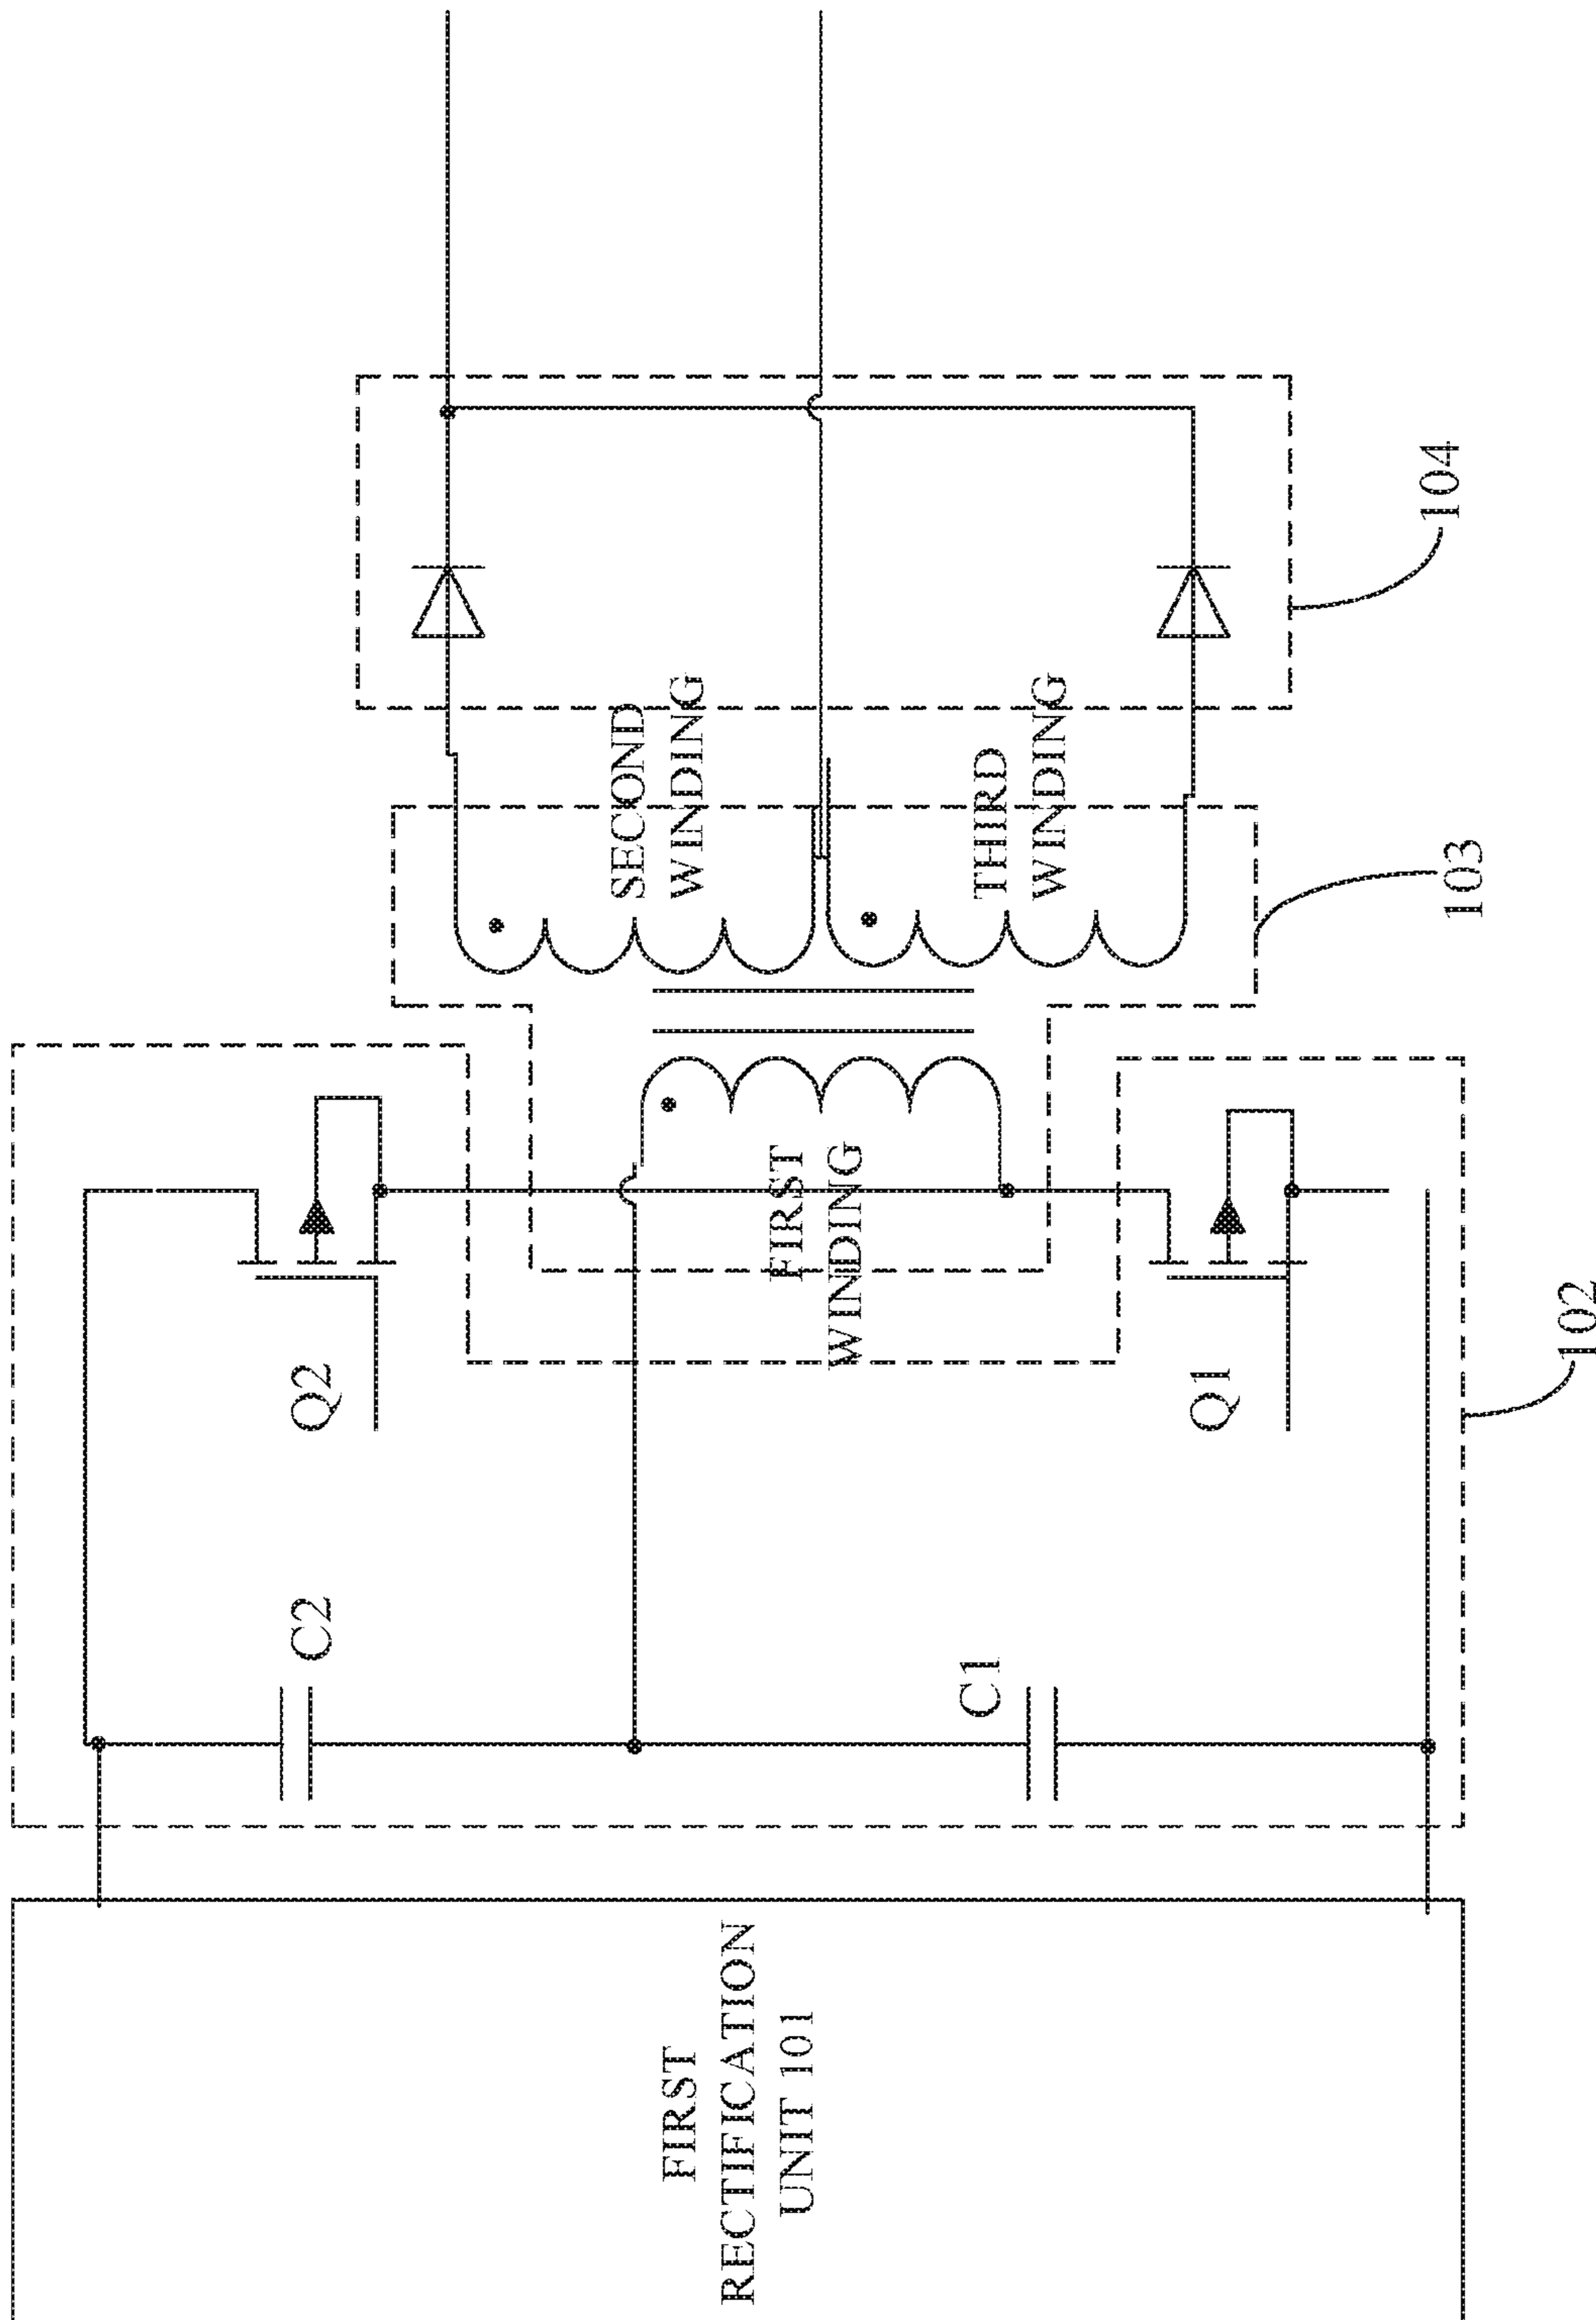 FIRST
RECTIFICATION
UNIT 101
C2
C1
Q2
Q1
102
FIRST
WINDING
103
SECOND
WINDING
THIRD
WINDING
104